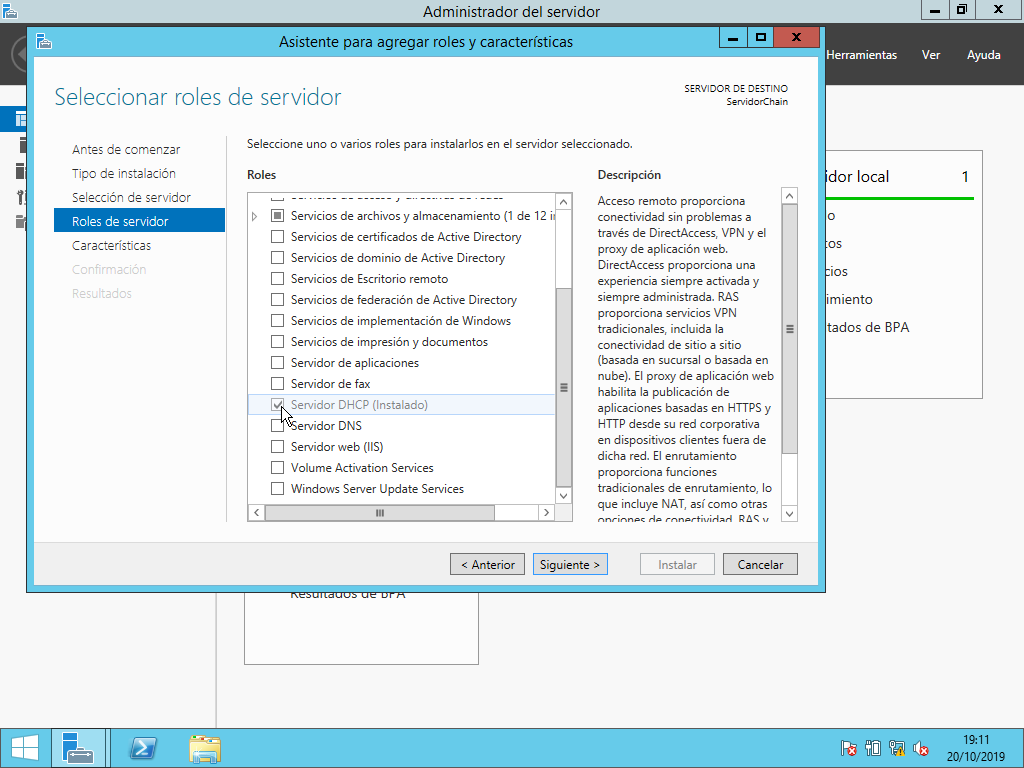 Administrador del servidor
Asistente para agregar roles y características
Herramientas
Ver
Ayuda
Seleccionar roles de servidor
SERVIDOR DE DESTINO
ServidorChain
Antes de comenzar
Tipo de instalación
Selección de servidor
Roles de servidor
Características
Confirmación
Resultados
Seleccione uno o varios roles para instalarlos en el servidor seleccionado.
Roles
Servicios de archivos y almacenamiento (1 de 12 in
Servicios de certificados de Active Directory
Servicios de dominio de Active Directory
Servicios de Escritorio remoto
Servicios de federación de Active Directory
Servicios de implementación de Windows
Servicios de impresión y documentos
Servidor de aplicaciones
Servidor de fax
Servidor DHCP (Instalado)
Servidor DNS
Servidor web (IIS)
Volume Activation Services
Windows Server Update Services
Descripción
Acceso remoto proporciona
conectividad sin problemas a
través de DirectAccess, VPN y el
proxy de aplicación web.
DirectAccess proporciona una
experiencia siempre activada y
siempre administrada. RAS
proporciona servicios VPN
tradicionales, incluida la
conectividad de sitio a sitio
(basada en sucursal o basada en
nube). El proxy de aplicación web
habilita la publicación de
aplicaciones basadas en HTTPS y
HTTP desde su red corporativa
en dispositivos clientes fuera de
dicha red. El enrutamiento
proporciona funciones
tradicionales de enrutamiento, lo
que incluye NAT, así como otras
opciones de conectividad. RAS y
idor local 1
o
tos
cios
imiento
tados de BPA
< Anterior
Siguiente >
Instalar
Cancelar
Resultados de BPA
19:11
20/10/2019